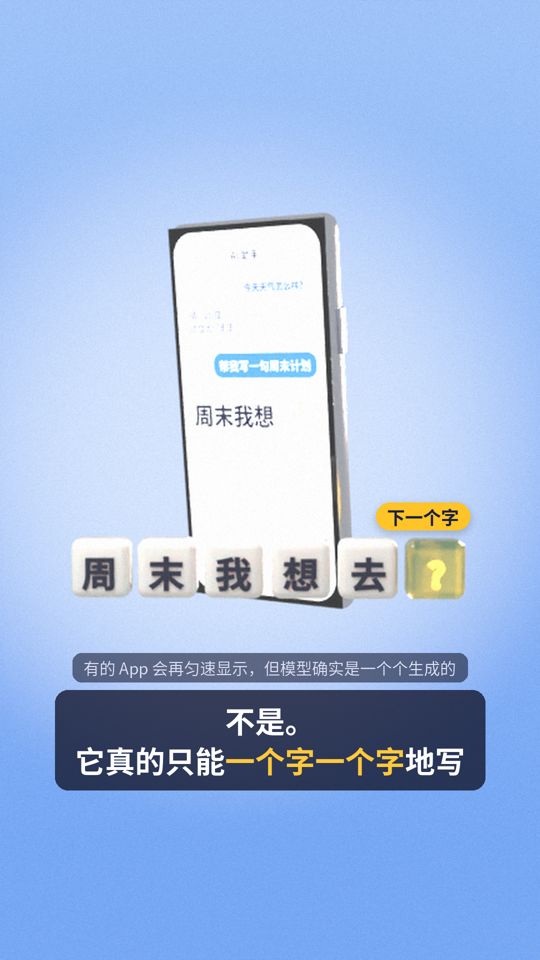 今天天气怎么样？
帮我写一句周末计划
周末我想
下一个字
周末我想去?
有的 App 会再匀速显示，但模型确实是一个个生成的
不是。
它真的只能一个字一个字地写